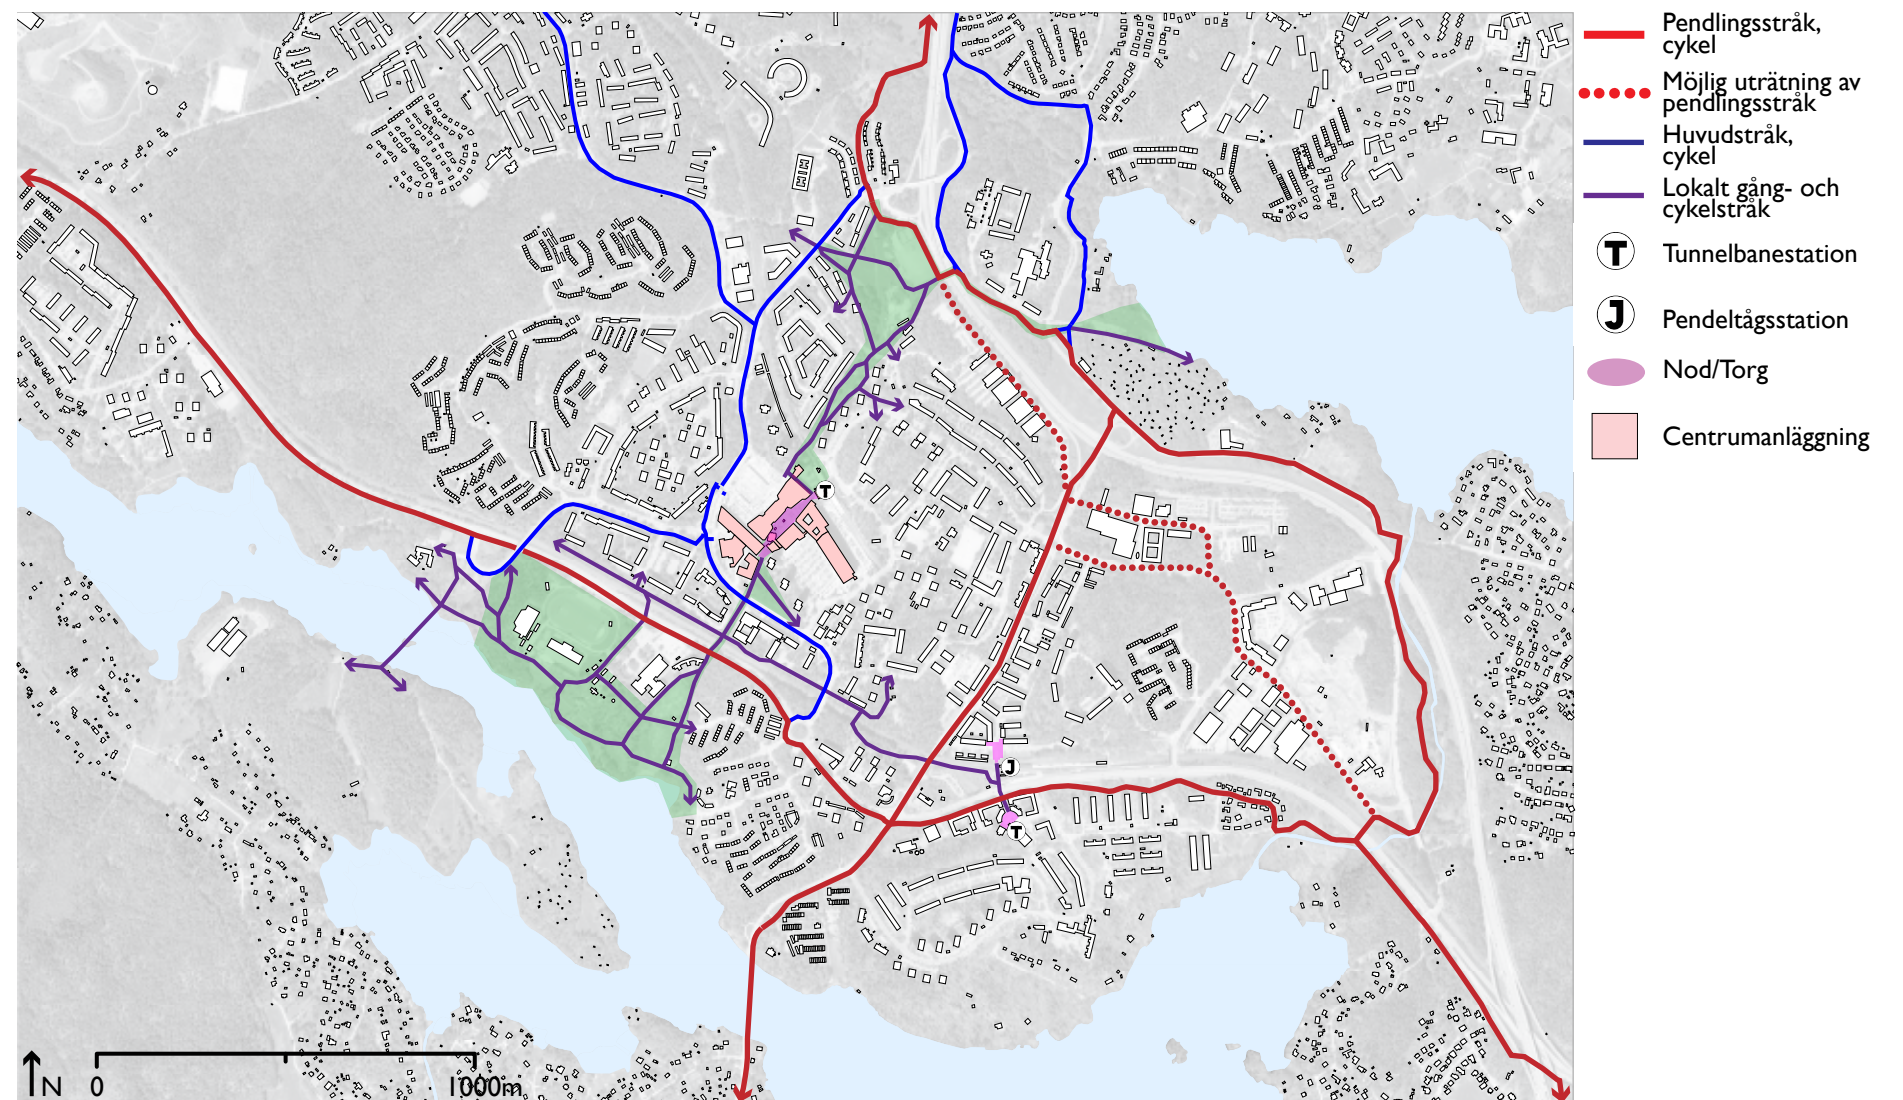 Pendlingsstråk,
cykel
Möjlig uträtning av
pendlingsstråk
Huvudstråk,
cykel
Lokalt gång- och
cykelstråk
T
Tunnelbanestation
J
Pendeltågsstation
Nod/Torg
Centrumanläggning
T
J
T
N
0
1000m